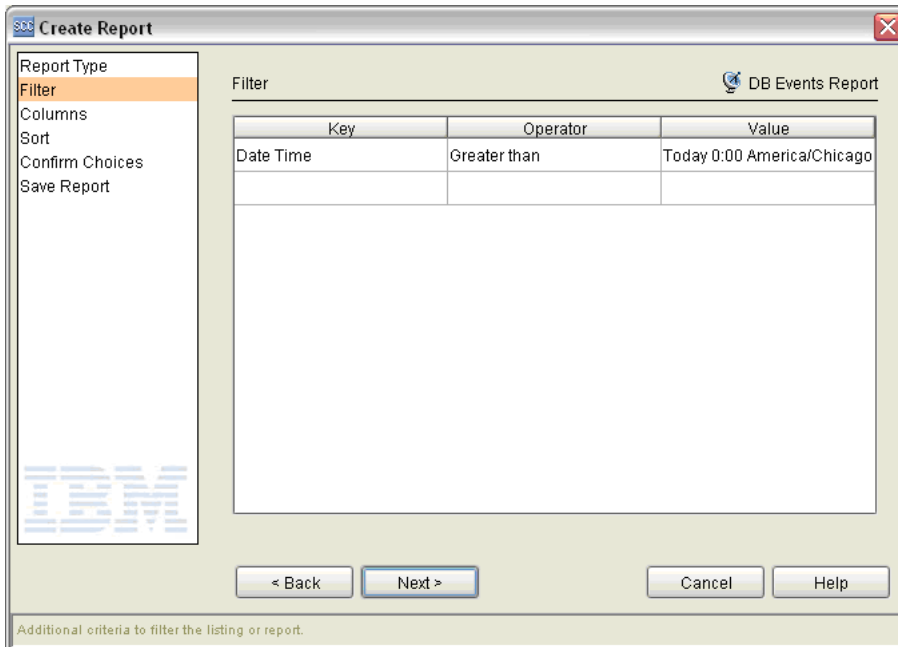 SCC Create Report
Report Type
Filter
Columns
Sort
Confirm Choices
Save Report
IBM
Filter
DB Events Report
Key Operator Value
Date Time Greater than Today 0:00 America/Chicago
< Back Next > Cancel Help
Additional criteria to filter the listing or report.